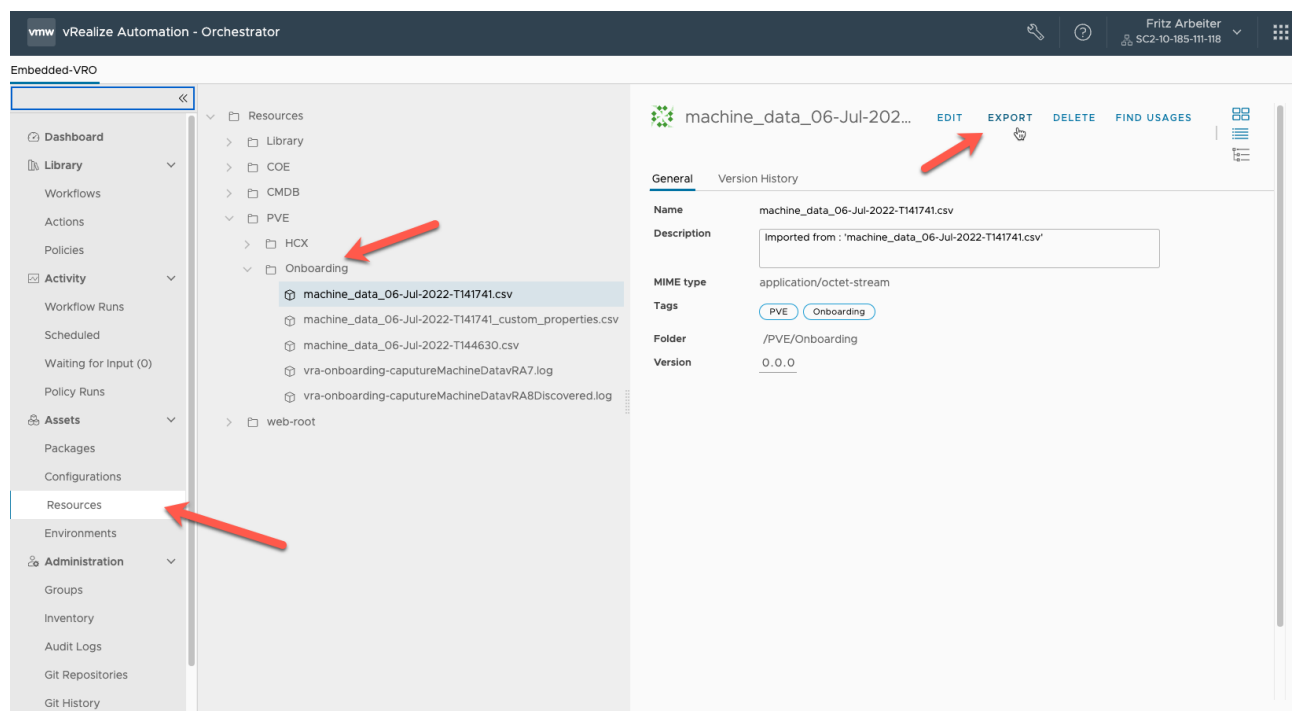 vmw vRealize Automation - Orchestrator
Fritz Arbeiter
SC2-10-185-111-118
Embedded-VRO
Dashboard
Library
Workflows
Actions
Policies
Activity
Workflow Runs
Scheduled
Waiting for Input (0)
Policy Runs
Assets
Packages
Configurations
Resources
Environments
Administration
Groups
Inventory
Audit Logs
Git Repositories
Git History
Resources
Library
COE
CMDB
PVE
HCX
Onboarding
machine_data_06-Jul-2022-T141741.csv
machine_data_06-Jul-2022-T141741_custom_properties.csv
machine_data_06-Jul-2022-T144630.csv
vra-onboarding-caputureMachineDatavRA7.log
vra-onboarding-caputureMachineDatavRA8Discovered.log
web-root
machine_data_06-Jul-202... EDIT EXPORT DELETE FIND USAGES
General Version History
Name machine_data_06-Jul-2022-T141741.csv
Description Imported from : 'machine_data_06-Jul-2022-T141741.csv'
MIME type application/octet-stream
Tags PVE Onboarding
Folder /PVE/Onboarding
Version 0.0.0